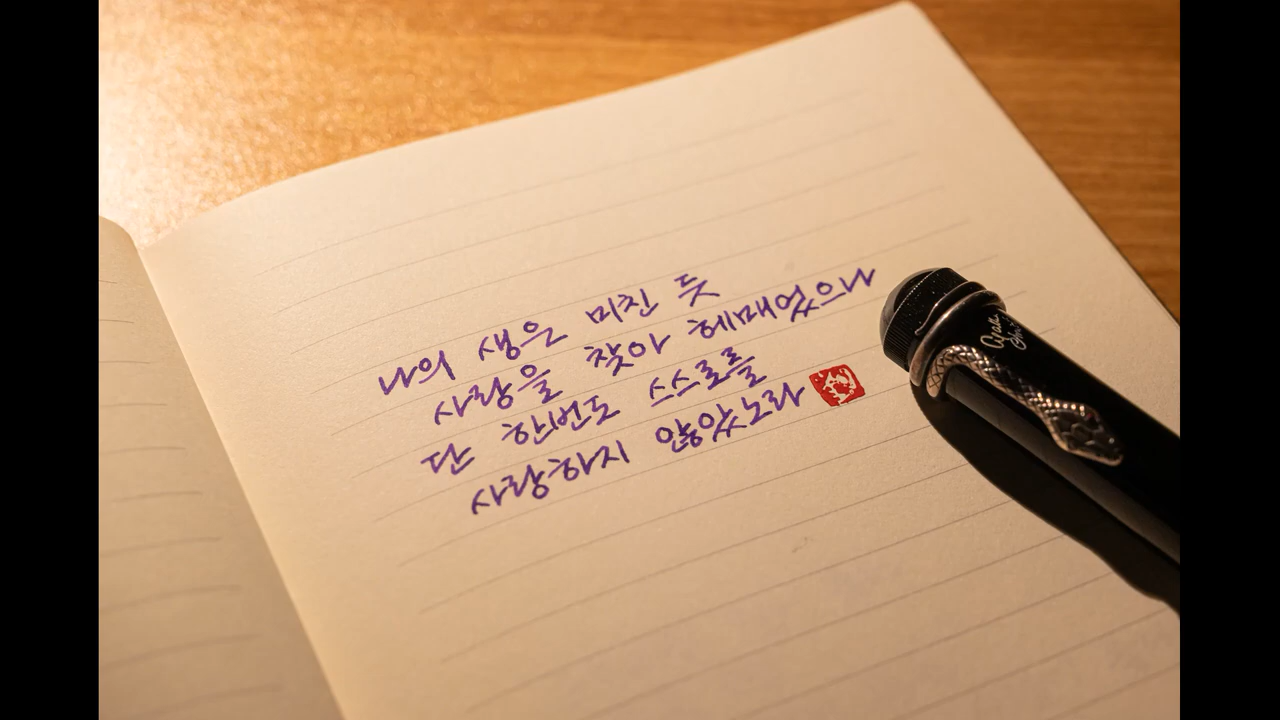 나의 생은 미친 듯
사랑을 찾아 헤매었으나
단 한번도 스스로를
사랑하지 않았노라